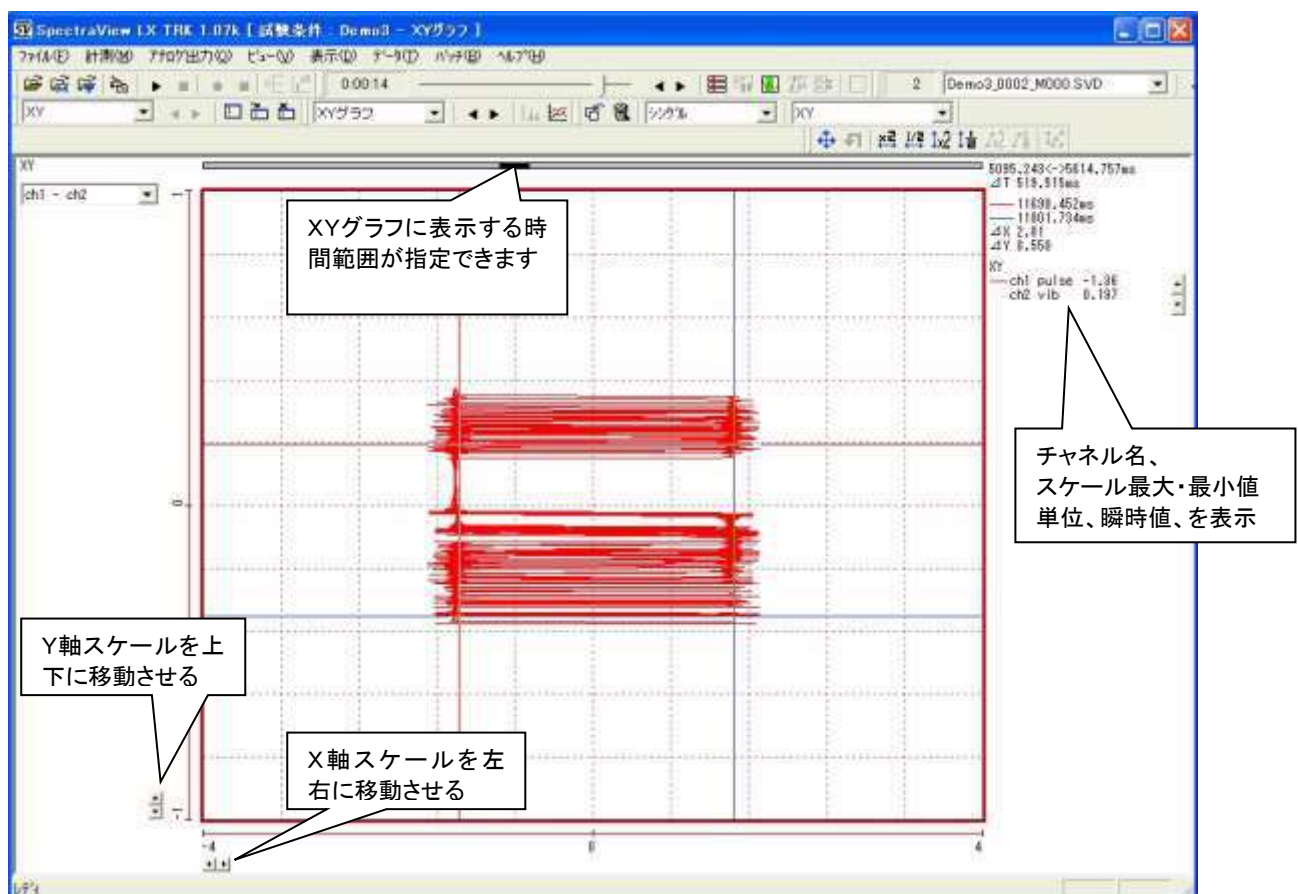 SpectraView LX TRK 1.07k [ 試験条件 : Demo3 - XYグラフ ]
ファイル(F) 計測(M) アナログ出力(O) ビュー(V) 表示(D) データ(T) バッチ(B) ヘルプ(H)
0:00:14 2 Demo3_0002_M000.SVD
XY XYグラフ シングル XY
XY
ch1 - ch2
5095.243<->5614.757ms
⊿T 519.515ms
11698.452ms
11801.734ms
⊿X 2.81
⊿Y 0.550
XY
ch1 pulse -1.36
ch2 vib 0.197
XYグラフに表示する時
間範囲が指定できます
チャネル名、
スケール最大・最小値
単位、瞬時値、を表示
1
0
-1
Y軸スケールを上
下に移動させる
X軸スケールを左
右に移動させる
-4 0 4
レディ